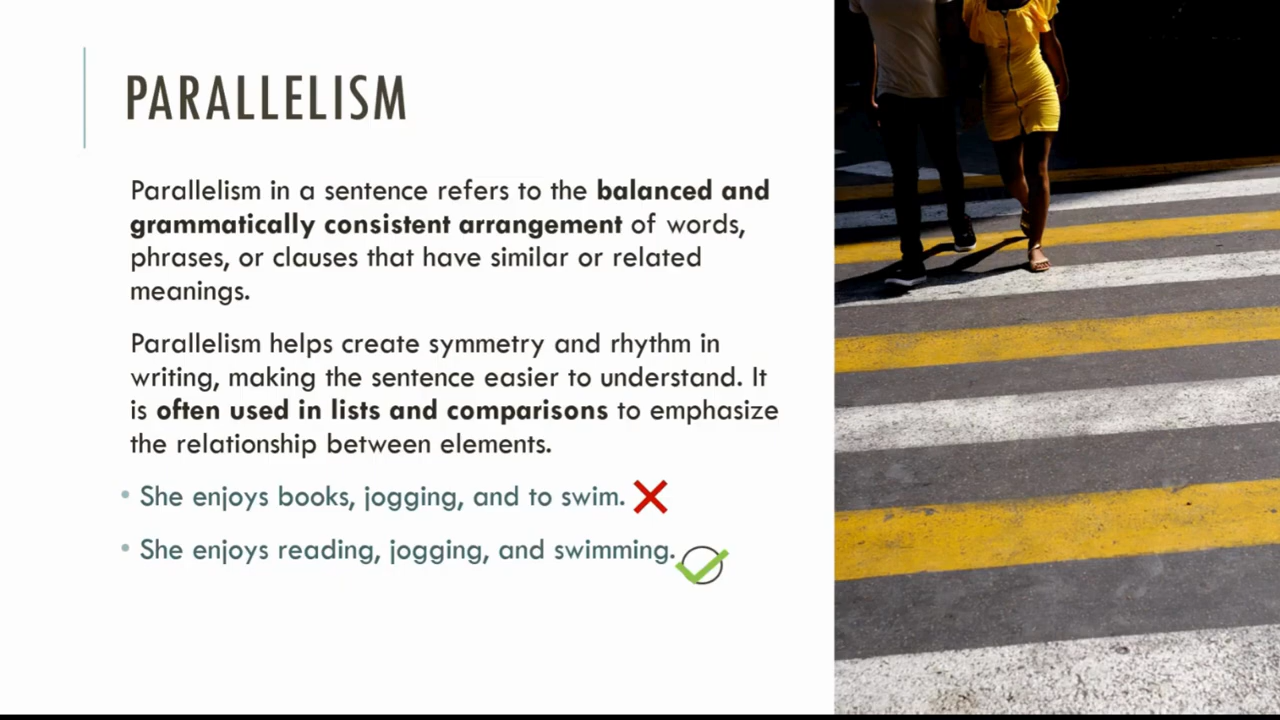 PARALLELISM
Parallelism in a sentence refers to the balanced and
grammatically consistent arrangement of words,
phrases, or clauses that have similar or related
meanings.
Parallelism helps create symmetry and rhythm in
writing, making the sentence easier to understand. It
is often used in lists and comparisons to emphasize
the relationship between elements.
• She enjoys books, jogging, and to swim.
• She enjoys reading, jogging, and swimming.